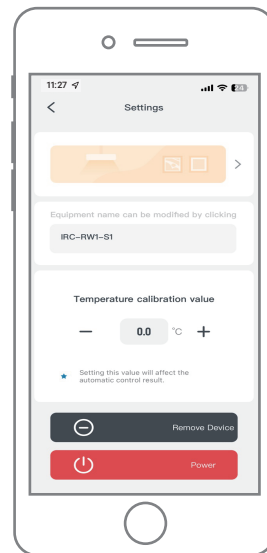 11:27
24
Settings
Equipment name can be modified by clicking
IRC-RW1-S1
Temperature calibration value
— 0.0 °C +
Setting this value will affect the
automatic control result.
Remove Device
Power